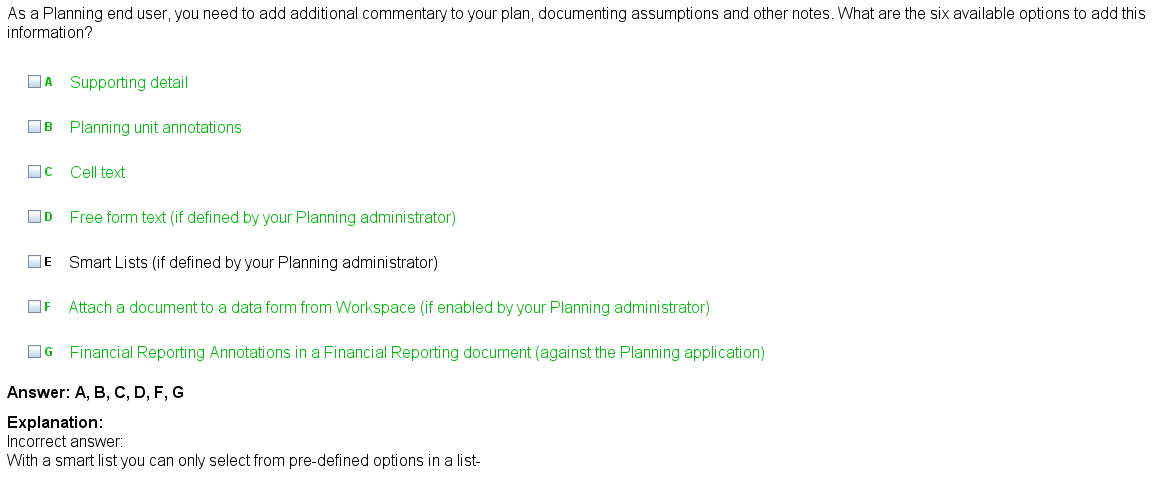 As a Planning end user, you need to add additional commentary to your plan, documenting assumptions and other notes. What are the six available options to add this
information?
A Supporting detail
B Planning unit annotations
C Cell text
D Free form text (if defined by your Planning administrator)
E Smart Lists (if defined by your Planning administrator)
F Attach a document to a data form from Workspace (if enabled by your Planning administrator)
G Financial Reporting Annotations in a Financial Reporting document (against the Planning application)
Answer: A, B, C, D, F, G
Explanation:
Incorrect answer:
With a smart list you can only select from pre-defined options in a list-